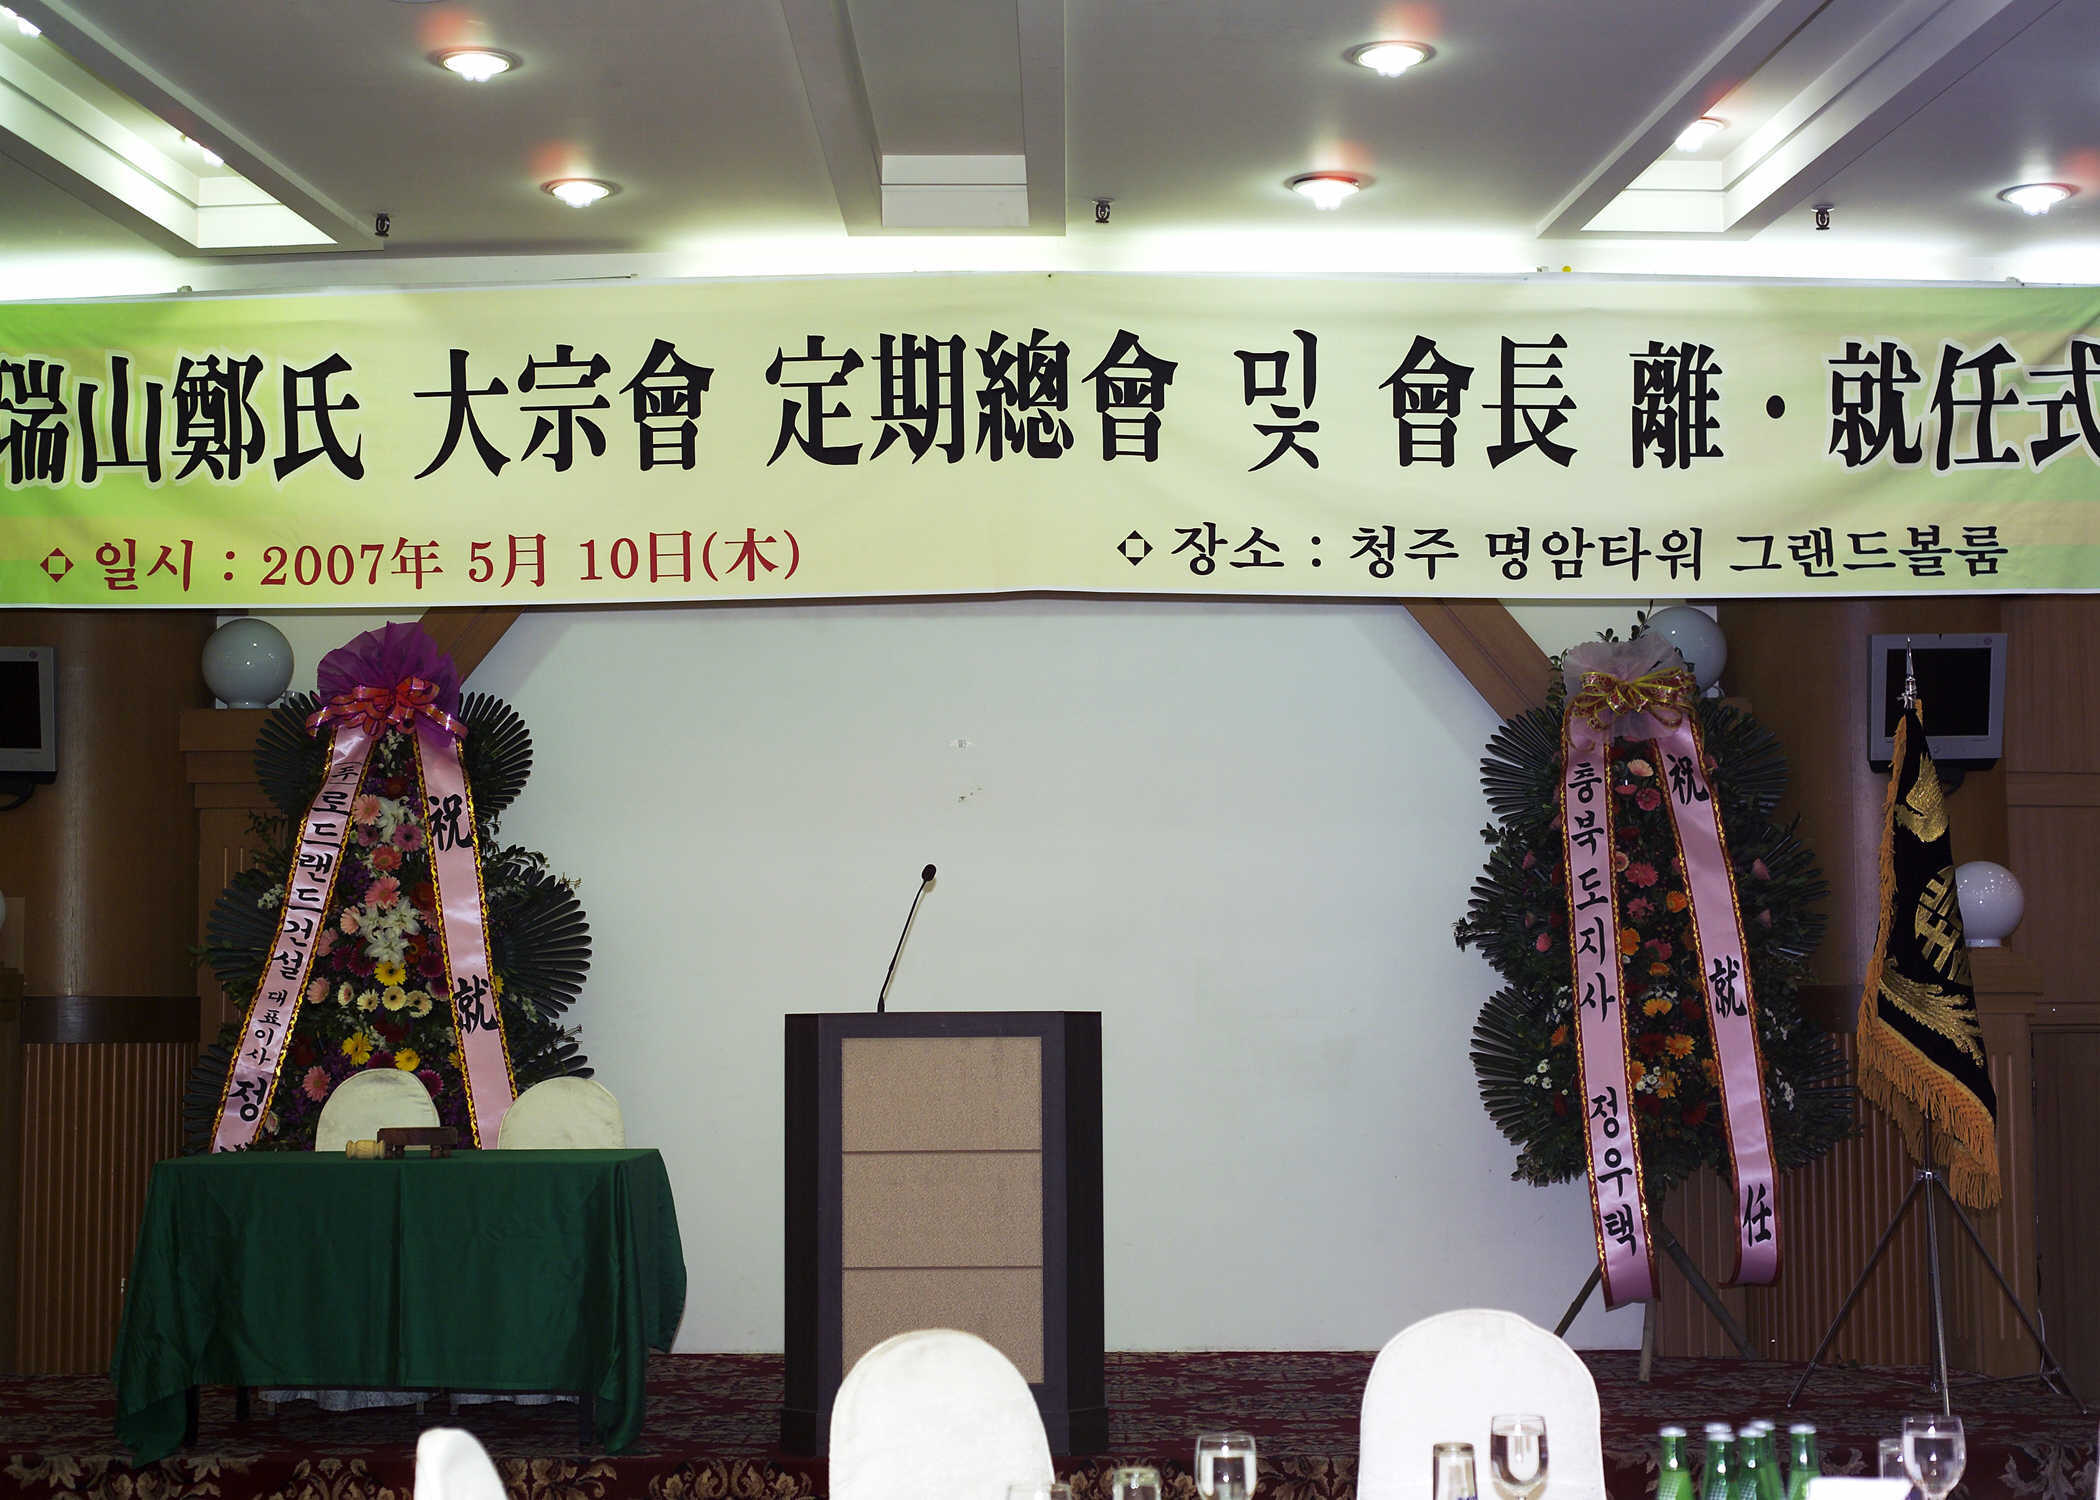 瑞山鄭氏 大宗會 定期總會 및 會長 離·就任式
일시 : 2007年 5月 10日(木)
장소 : 청주 명암타워 그랜드볼룸
(주)로드랜드건설 대표이사 정
祝 就
충북도지사 정우택
祝 就 任